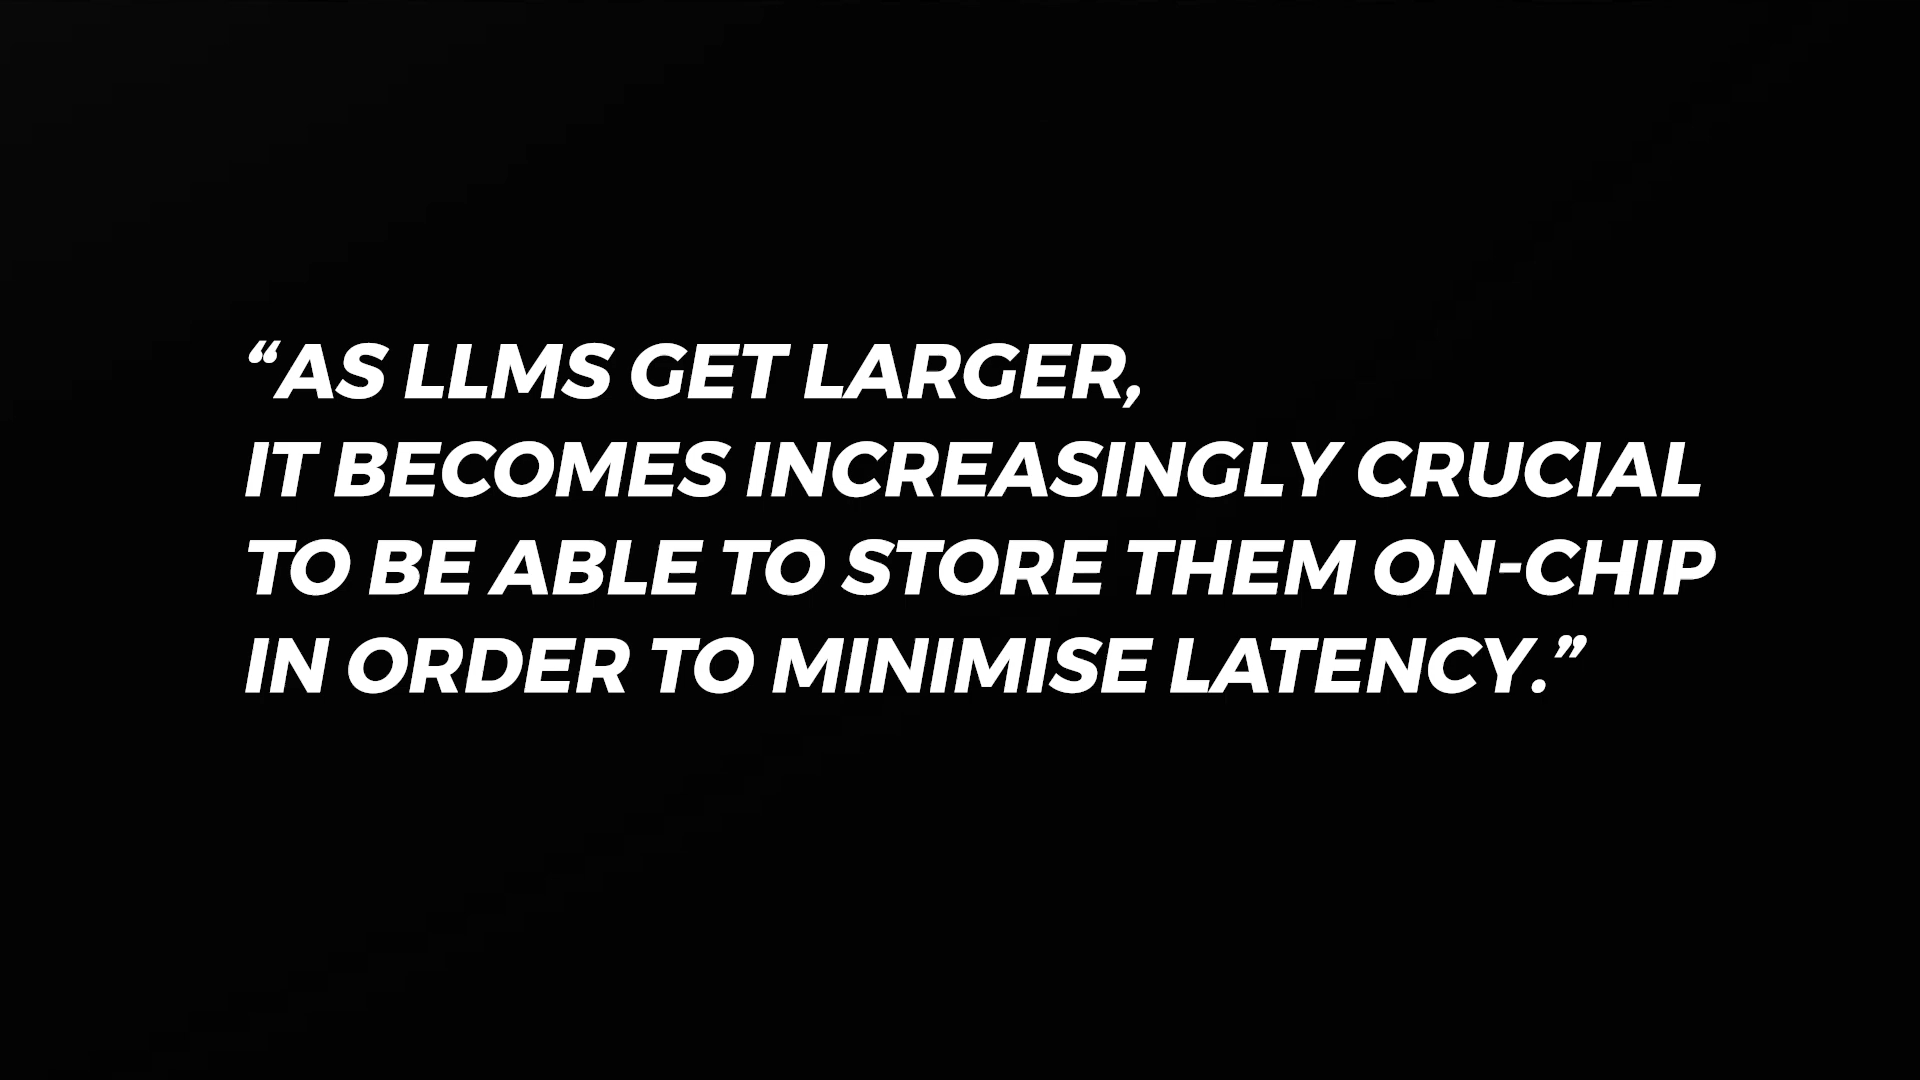 “AS LLMS GET LARGER,
IT BECOMES INCREASINGLY CRUCIAL
TO BE ABLE TO STORE THEM ON-CHIP
IN ORDER TO MINIMISE LATENCY.”